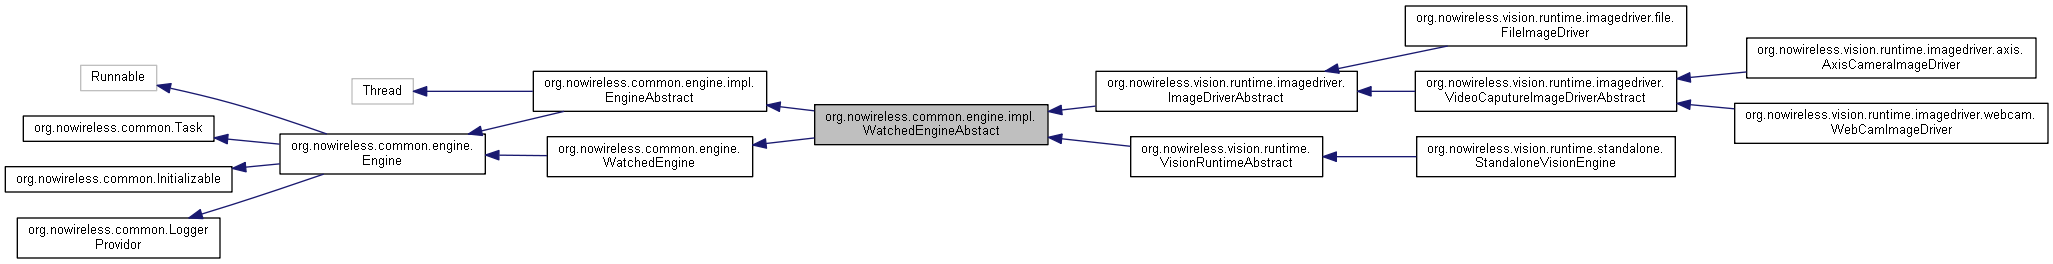 Runnable
org.nowireless.common.Task
org.nowireless.common.Initializable
org.nowireless.common.Logger
Providor
org.nowireless.common.engine.
Engine
Thread
org.nowireless.common.engine.impl.
EngineAbstract
org.nowireless.common.engine.
WatchedEngine
org.nowireless.common.engine.impl.
WatchedEngineAbstact
org.nowireless.vision.runtime.imagedriver.
ImageDriverAbstract
org.nowireless.vision.runtime.
VisionRuntimeAbstract
org.nowireless.vision.runtime.imagedriver.file.
FileImageDriver
org.nowireless.vision.runtime.imagedriver.
VideoCaputureImageDriverAbstract
org.nowireless.vision.runtime.standalone.
StandaloneVisionEngine
org.nowireless.vision.runtime.imagedriver.axis.
AxisCameraImageDriver
org.nowireless.vision.runtime.imagedriver.webcam.
WebCamImageDriver